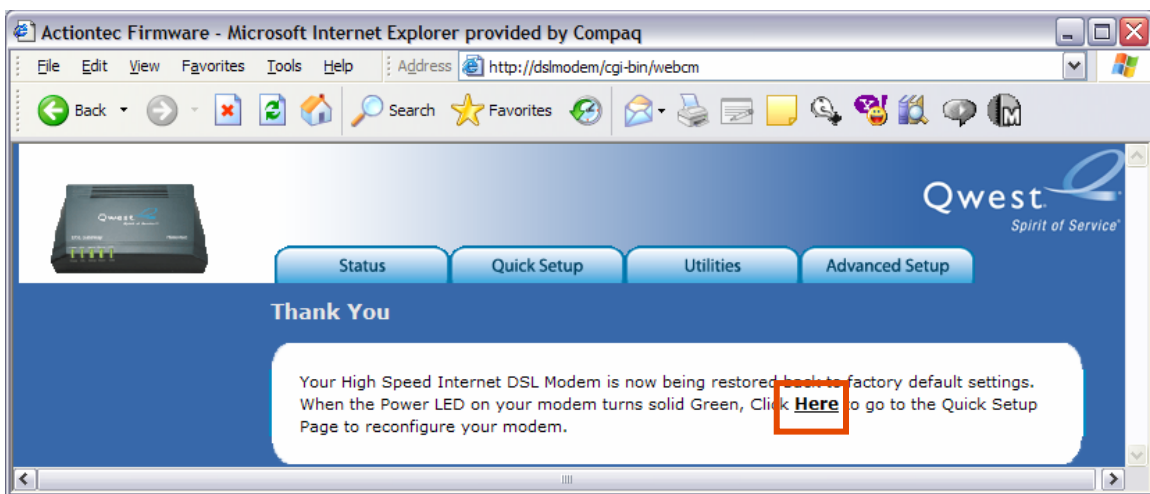 Actiontec Firmware - Microsoft Internet Explorer provided by Compaq
File Edit View Favorites Tools Help Address http://dslmodem/cgi-bin/webcm
Back Search Favorites
Qwest
Qwest
Spirit of Service
Status Quick Setup Utilities Advanced Setup
Thank You
Your High Speed Internet DSL Modem is now being restored back to factory default settings.
When the Power LED on your modem turns solid Green, Click Here to go to the Quick Setup
Page to reconfigure your modem.